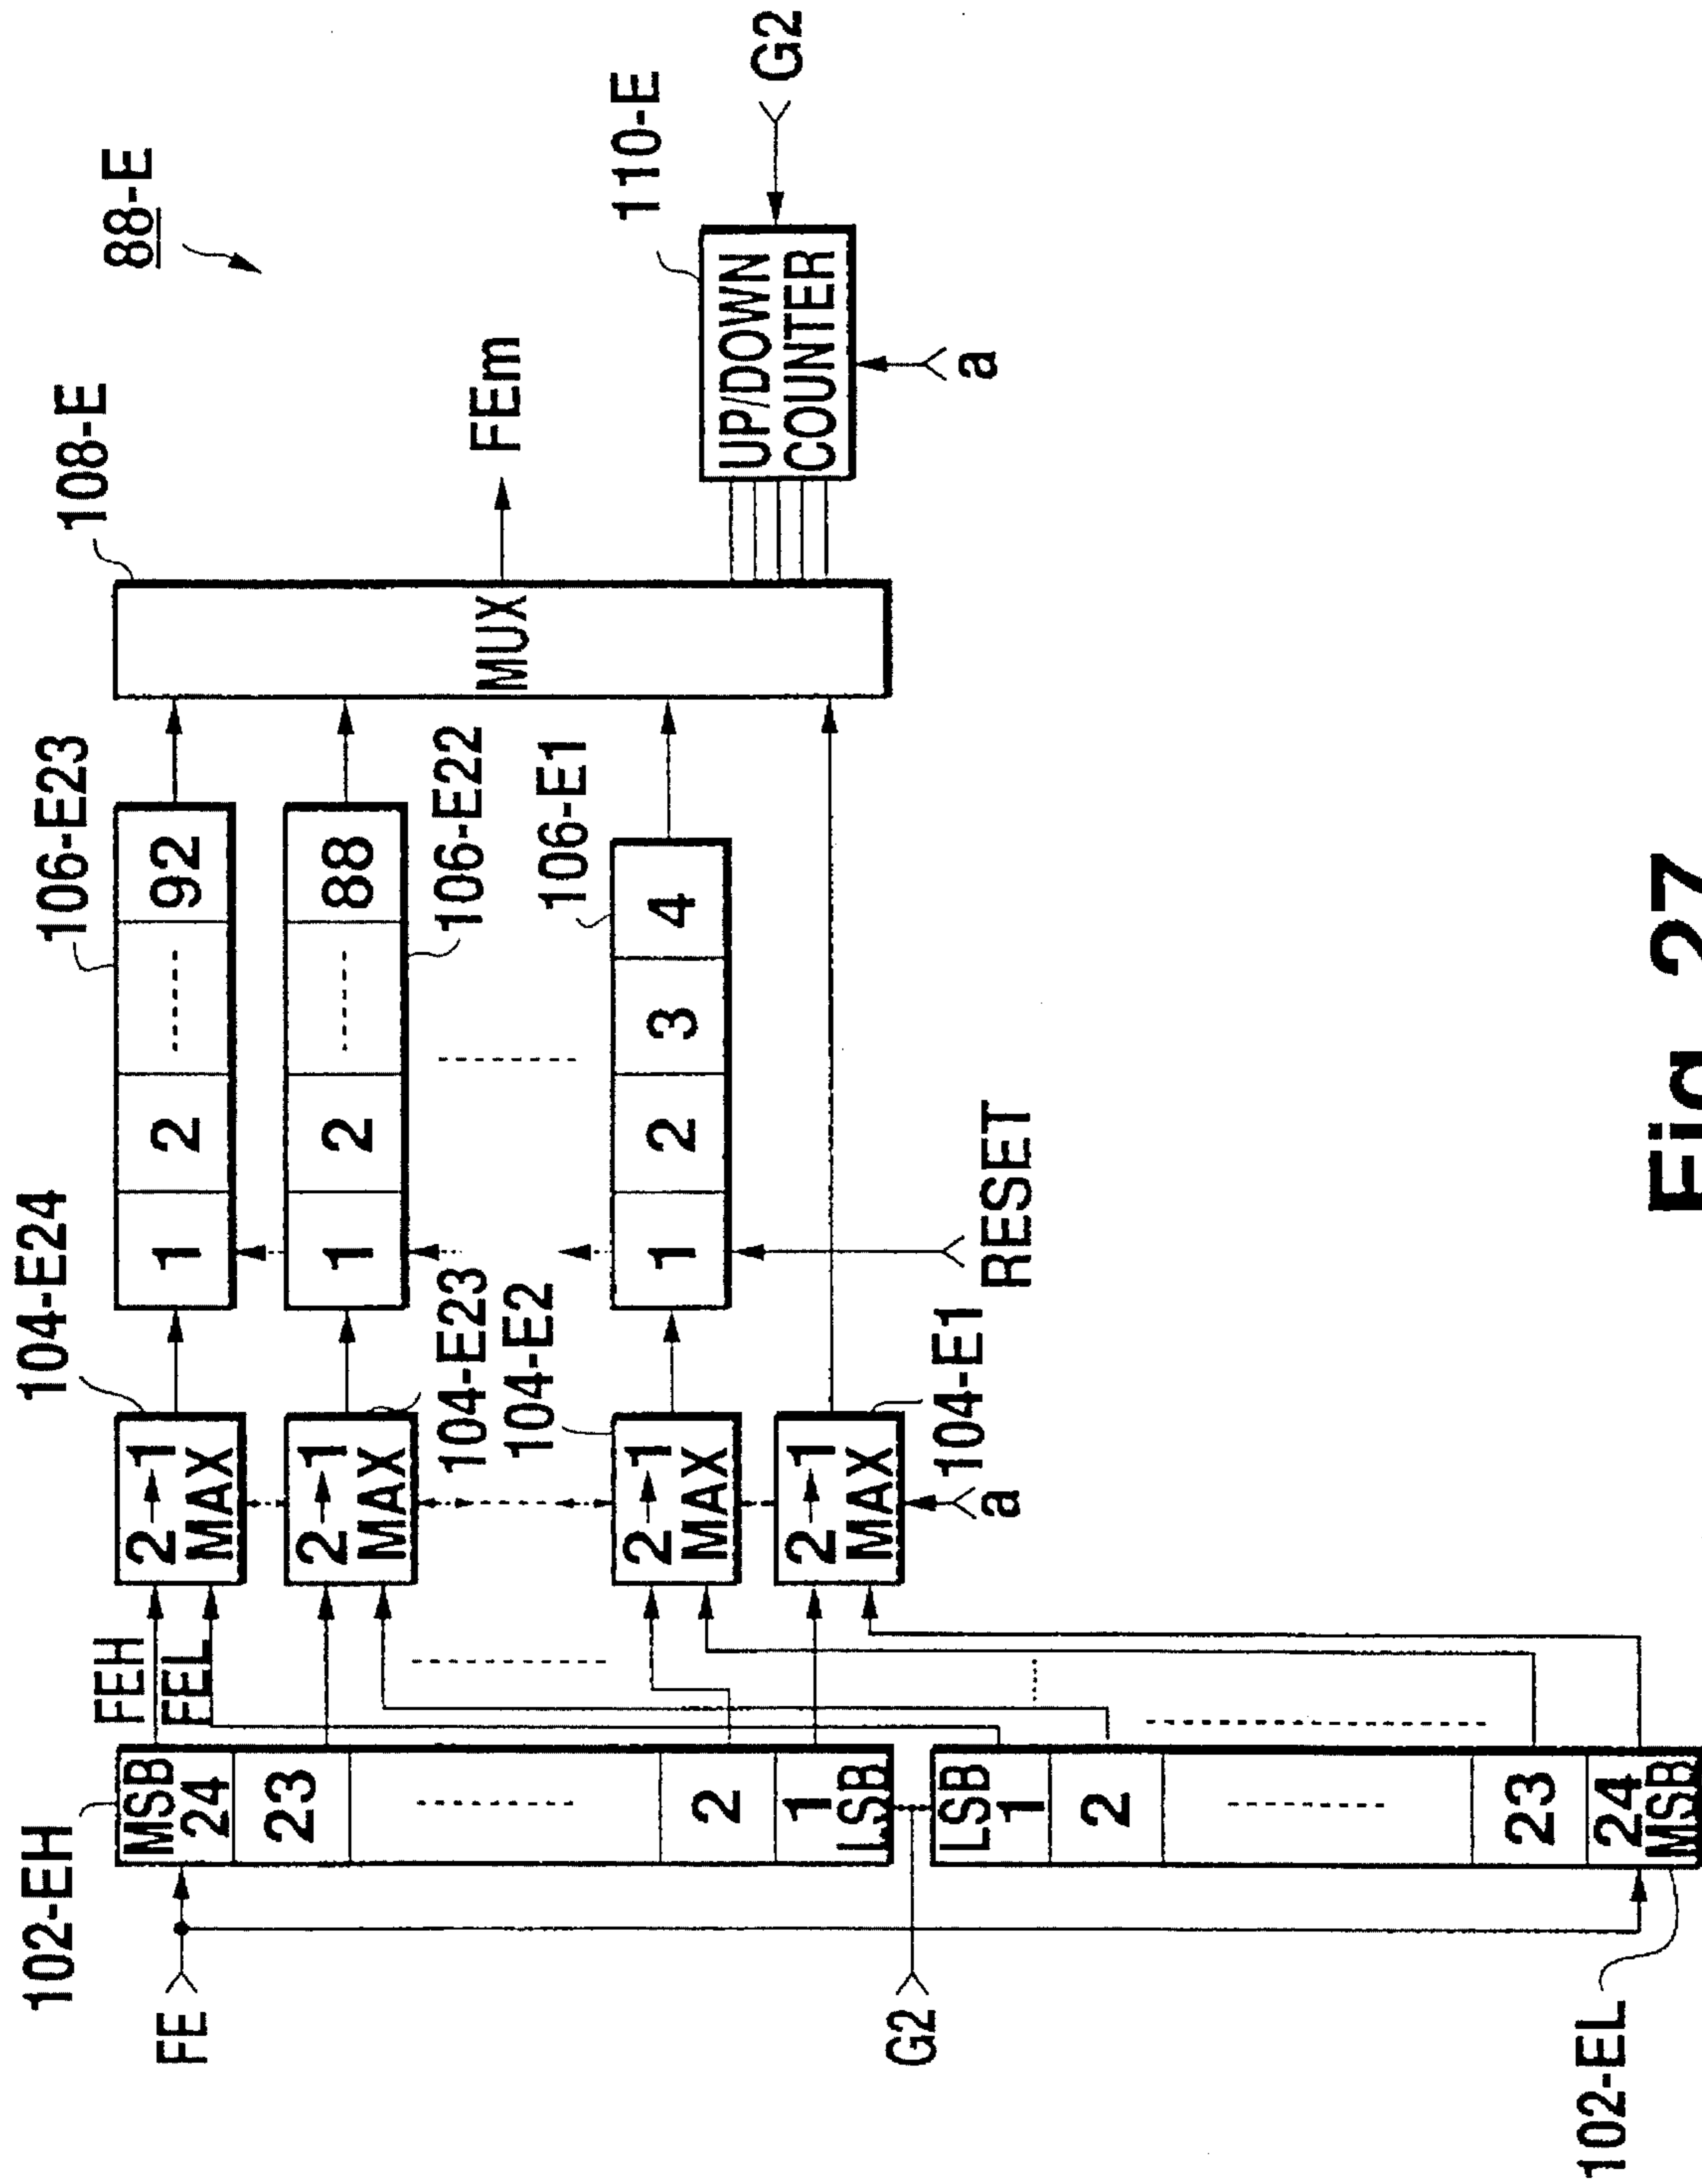 88-E
102-EH
FE
MSB
24
23
2
1
LSB
G2
LSB
1
2
23
24
MSB
102-EL
FEH
FEL
104-E24
2→1
MAX
2→1
MAX
104-E23
104-E2
2→1
MAX
2→1
MAX
104-E1
a
106-E23
1
2
92
1
2
88
106-E22
106-E1
1
2
3
4
RESET
108-E
MUX
FEm
110-E
UP/DOWN
COUNTER
G2
a
Fig. 27